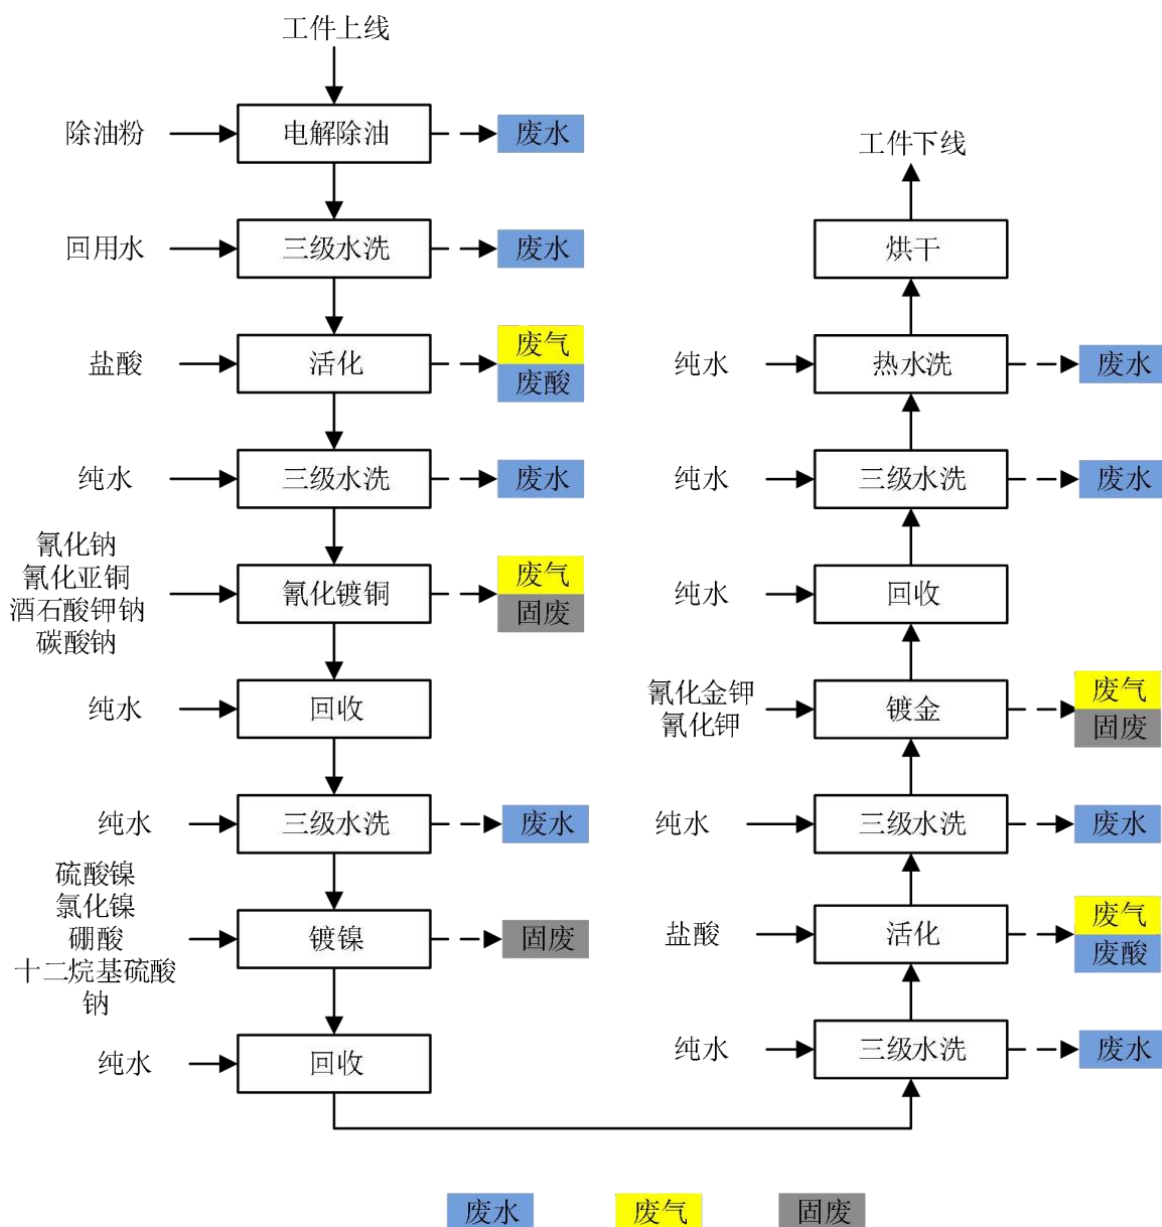 工件上线
除油粉
电解除油
废水
回用水
三级水洗
废水
盐酸
活化
废气
废酸
纯水
三级水洗
废水
氰化钠
氰化亚铜
酒石酸钾钠
碳酸钠
氰化镀铜
废气
固废
纯水
回收
纯水
三级水洗
废水
硫酸镍
氯化镍
硼酸
十二烷基硫酸
钠
镀镍
固废
纯水
回收
纯水
三级水洗
废水
盐酸
活化
废气
废酸
纯水
三级水洗
废水
氰化金钾
氰化钾
镀金
废气
固废
纯水
回收
纯水
三级水洗
废水
纯水
热水洗
废水
烘干
工件下线
废水
废气
固废